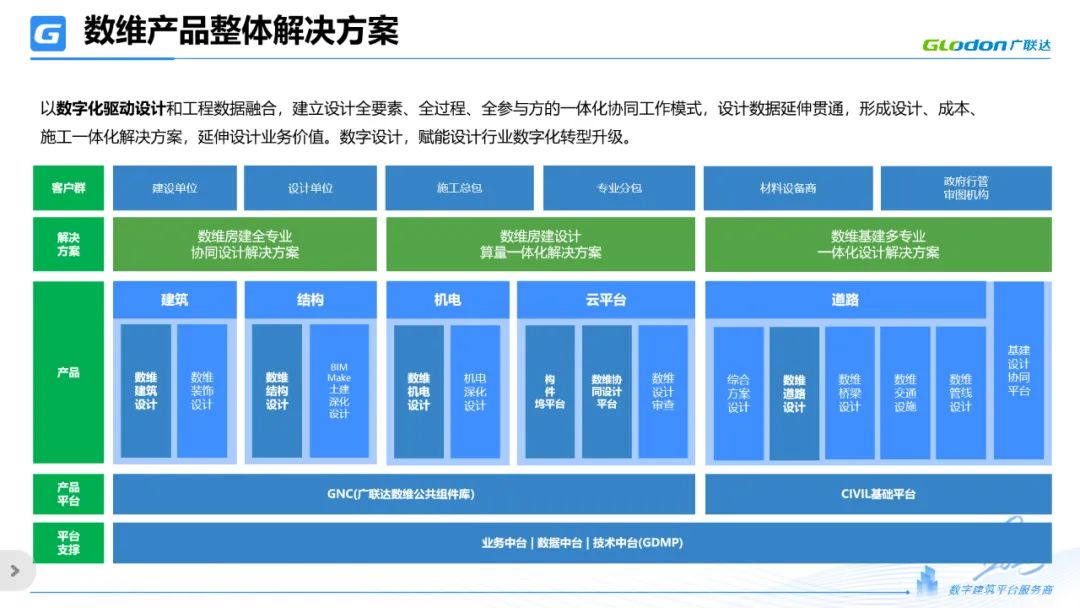 G 数维产品整体解决方案
GLodon广联达
以数字化驱动设计和工程数据融合，建立设计全要素、全过程、全参与方的一体化协同工作模式，设计数据延伸贯通，形成设计、成本、
施工一体化解决方案，延伸设计业务价值。数字设计，赋能设计行业数字化转型升级。
客户群
建设单位
设计单位
施工总包
专业分包
材料设备商
政府行管
审图机构
解决
方案
数维房建全专业
协同设计解决方案
数维房建设计
算量一体化解决方案
数维基建多专业
一体化设计解决方案
产品
建筑
数维
建筑
设计
数维
装饰
设计
结构
数维
结构
设计
BIM
Make
土建
深化
设计
机电
数维
机电
设计
机电
深化
设计
云平台
构
件
坞平台
数维协
同设计
平台
数维
设计
审查
道路
综合
方案
设计
数维
道路
设计
数维
桥梁
设计
数维
交通
设施
数维
管线
设计
基建
设计
协同
平台
产品
平台
GNC(广联达数维公共组件库)
CIVIL基础平台
平台
支撑
业务中台 | 数据中台 | 技术中台(GDMP)
数字建筑平台服务商